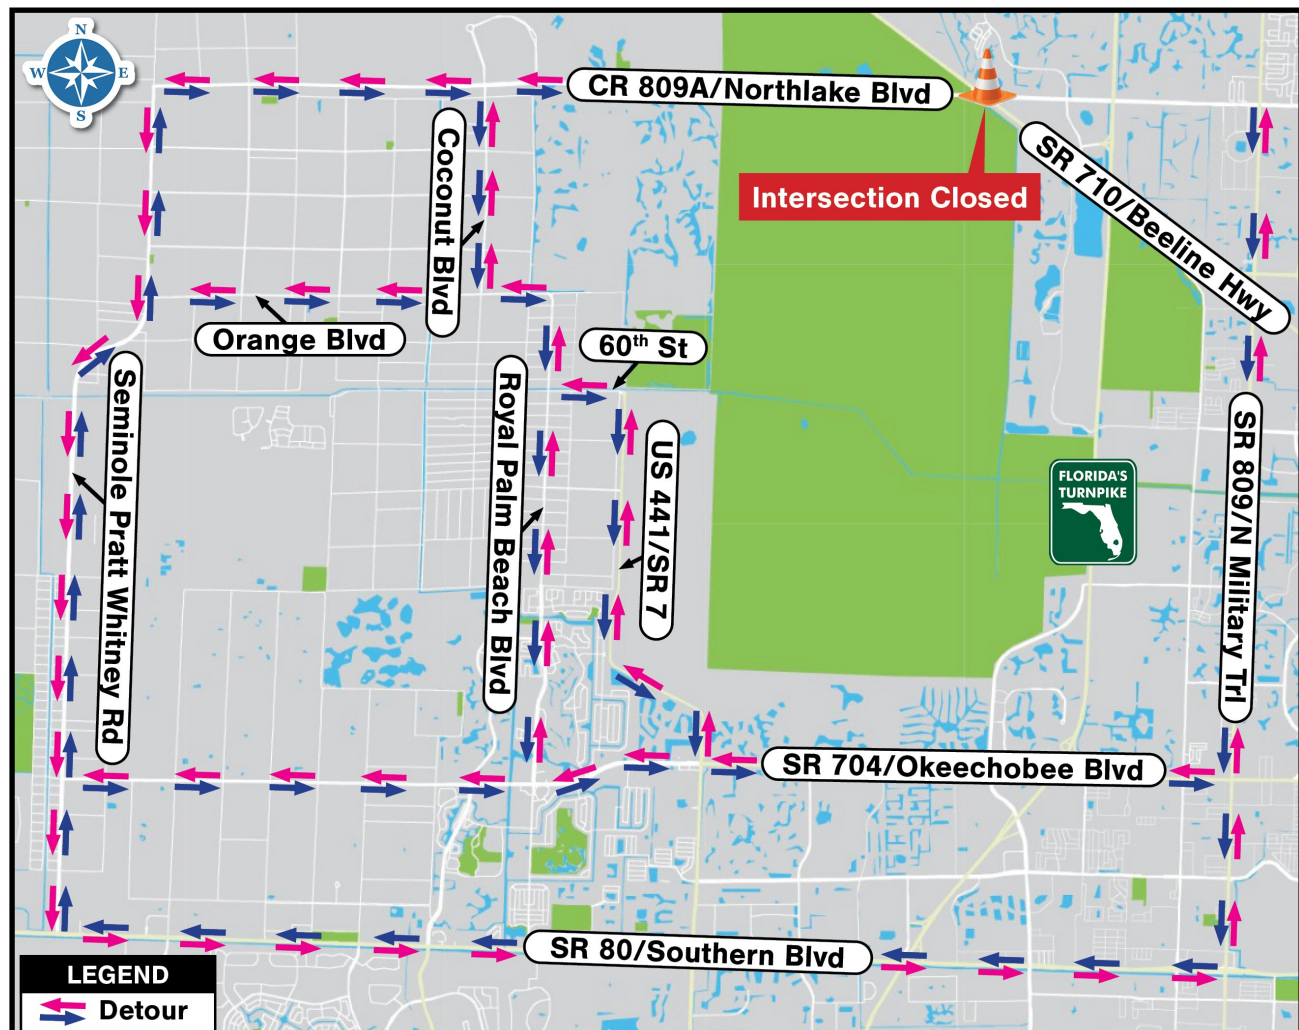 N
W E
S
CR 809A/Northlake Blvd
Intersection Closed
SR 710/Beeline Hwy
Coconut Blvd
Orange Blvd
60th St
Seminole Pratt Whitney Rd
Royal Palm Beach Blvd
US 441/SR 7
FLORIDA'S
TURNPIKE
SR 809/N Military Trl
SR 704/Okeechobee Blvd
SR 80/Southern Blvd
LEGEND
Detour